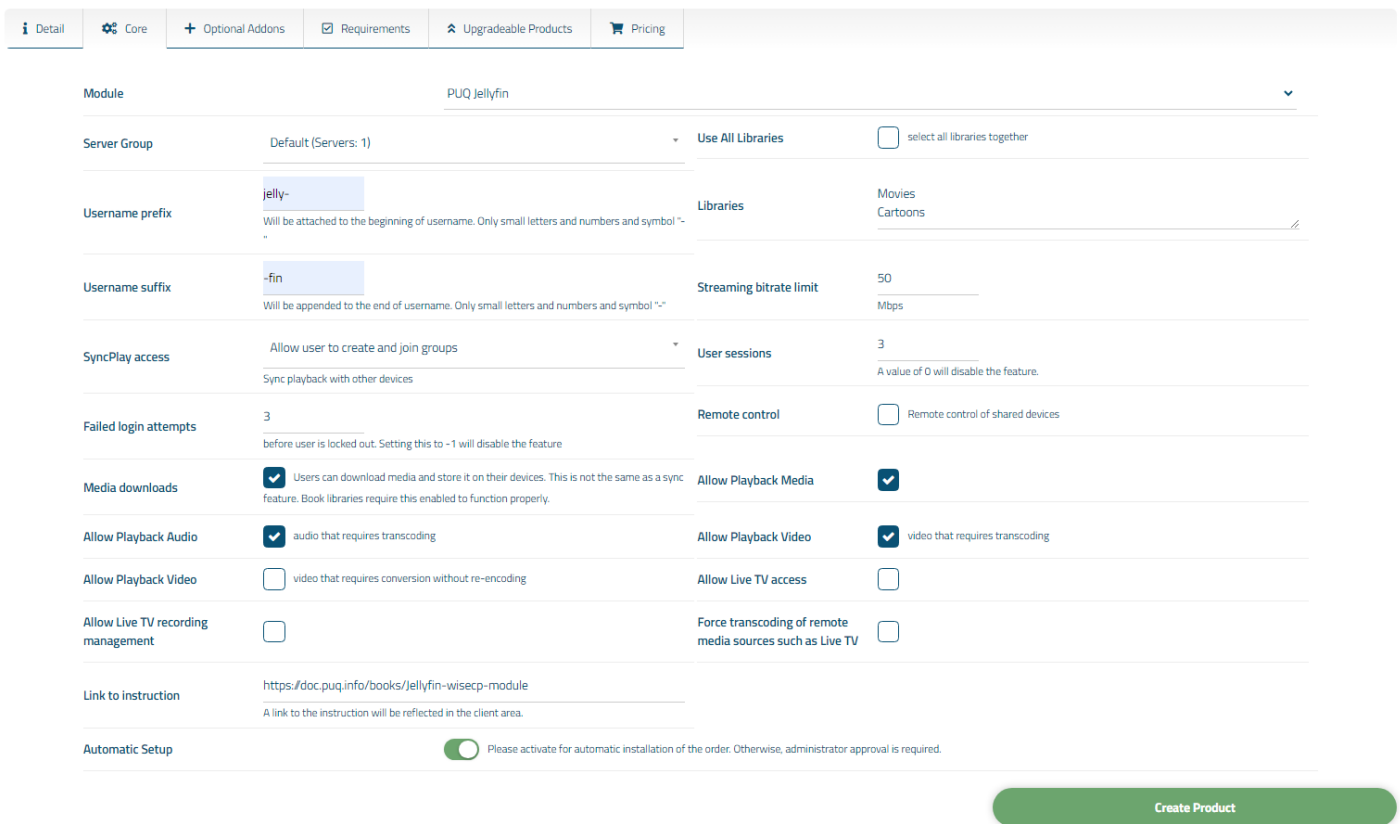 Detail
Core
Optional Addons
Requirements
Upgradeable Products
Pricing
Module
PUQ Jellyfin
Server Group
Default (Servers: 1)
Use All Libraries
select all libraries together
Username prefix
jelly-
Will be attached to the beginning of username. Only small letters and numbers and symbol "-
"
Libraries
Movies
Cartoons
Username suffix
-fin
Will be appended to the end of username. Only small letters and numbers and symbol "-"
Streaming bitrate limit
50
Mbps
SyncPlay access
Allow user to create and join groups
Sync playback with other devices
User sessions
3
A value of 0 will disable the feature.
Failed login attempts
3
before user is locked out. Setting this to -1 will disable the feature
Remote control
Remote control of shared devices
Media downloads
Users can download media and store it on their devices. This is not the same as a sync
feature. Book libraries require this enabled to function properly.
Allow Playback Media
Allow Playback Audio
audio that requires transcoding
Allow Playback Video
video that requires transcoding
Allow Playback Video
video that requires conversion without re-encoding
Allow Live TV access
Allow Live TV recording
management
Force transcoding of remote
media sources such as Live TV
Link to instruction
https://doc.puq.info/books/Jellyfin-wisecp-module
A link to the instruction will be reflected in the client area.
Automatic Setup
Please activate for automatic installation of the order. Otherwise, administrator approval is required.
Create Product